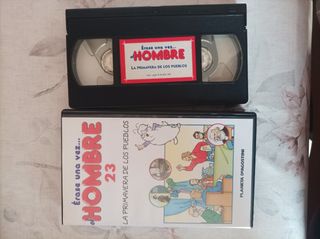 Érase una vez...
el HOMBRE
LA PRIMAVERA DE LOS PUEBLOS
Érase una vez...
el HOMBRE
23
LA PRIMAVERA DE LOS PUEBLOS
PLANETA DEAGOSTINI